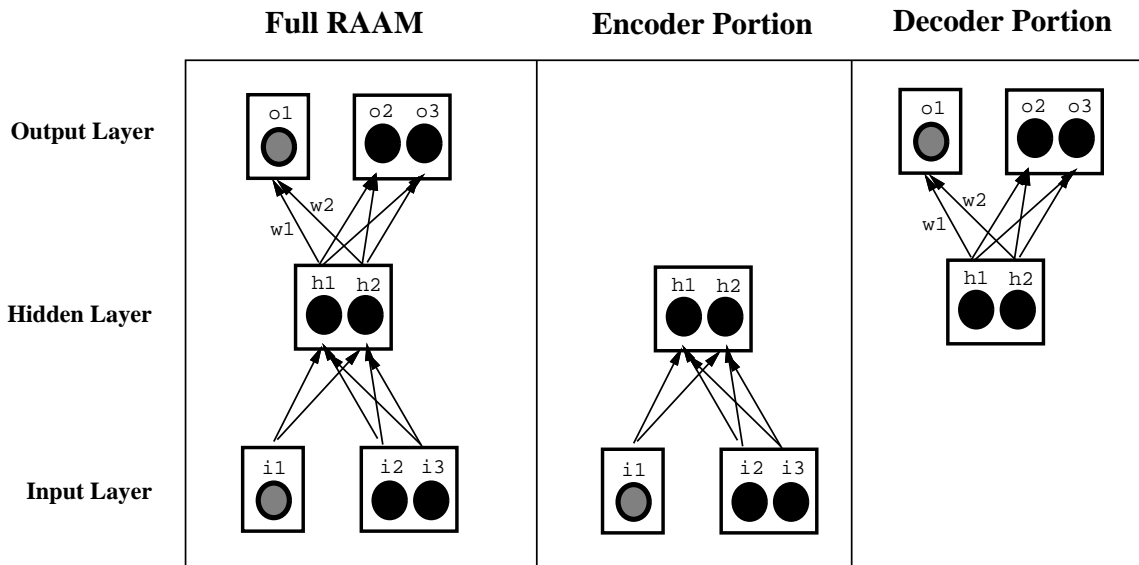 Full RAAM
Encoder Portion
Decoder Portion
Output Layer
o1
o2 o3
w2
w1
o1
o2 o3
w2
w1
Hidden Layer
h1 h2
h1 h2
h1 h2
Input Layer
i1
i2 i3
i1
i2 i3